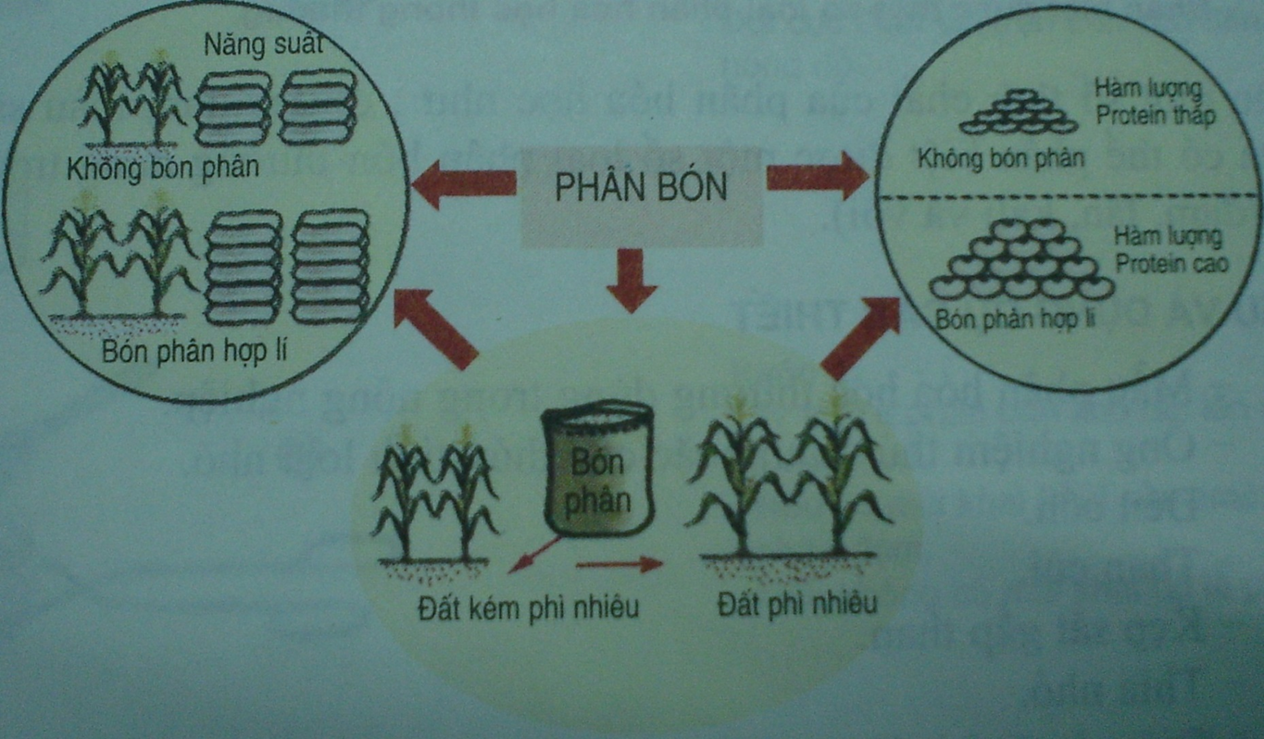 Năng suất
Không bón phân
Bón phân hợp lí
PHÂN BÓN
Hàm lượng
Protein thấp
Không bón phân
Hàm lượng
Protein cao
Bón phân hợp lí
Bón
phân
Đất kém phì nhiêu
Đất phì nhiêu